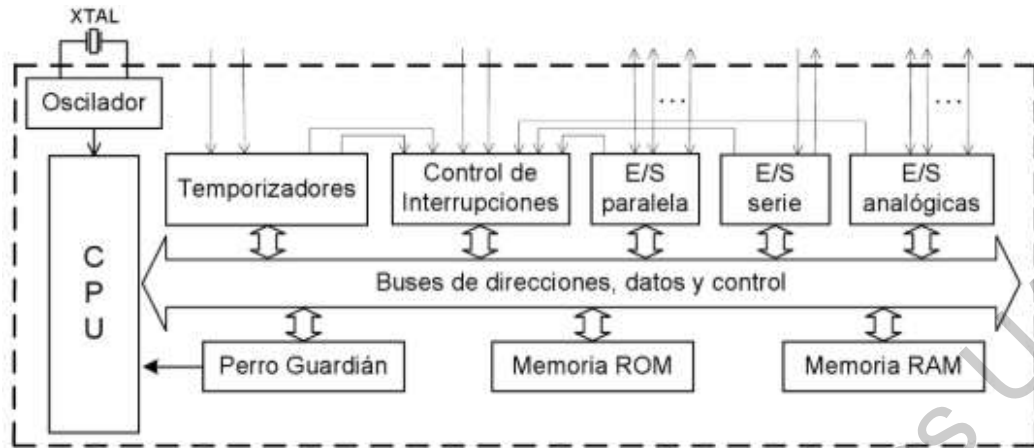 XTAL
Oscilador
...
...
Temporizadores
Control de
Interrupciones
E/S
paralela
E/S
serie
E/S
analógicas
C
P
U
Buses de direcciones, datos y control
Perro Guardián
Memoria ROM
Memoria RAM
s U